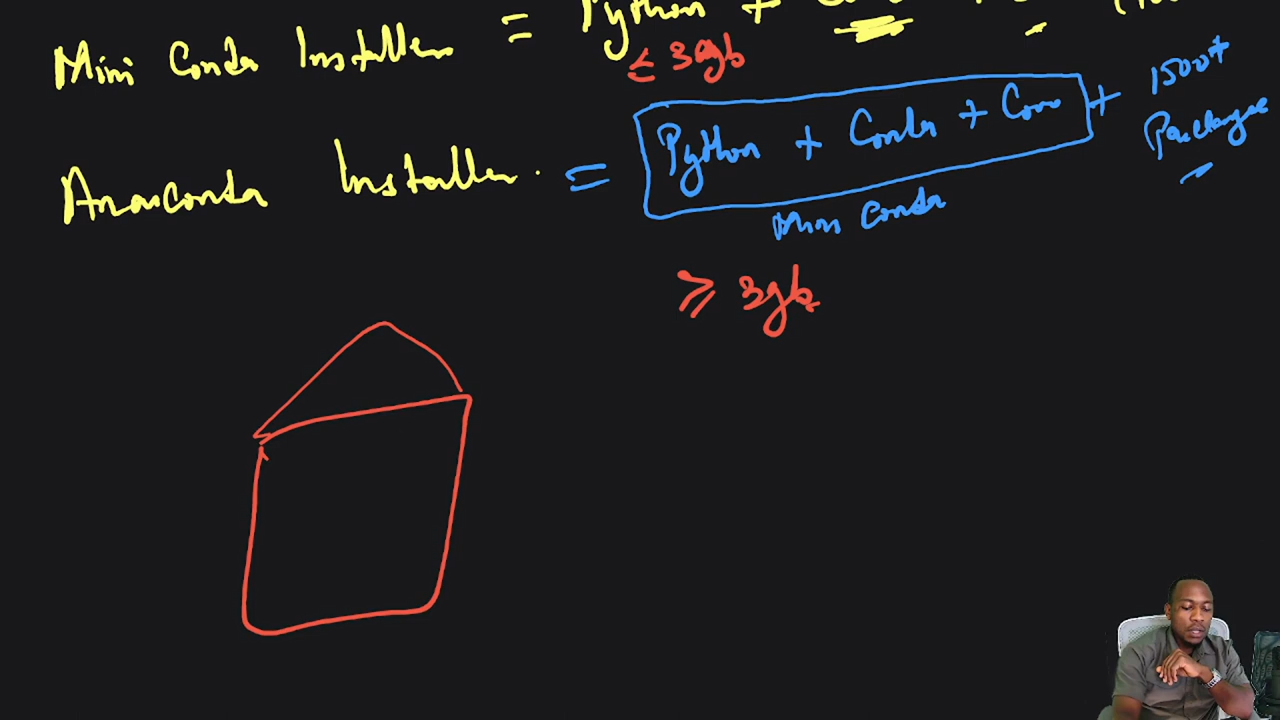 Mini Conda Installer = Python +
≤ 3gb
Anaconda Installer = Python + Conda + Core + 1500+
Packages
Mini Conda
≥ 3gb